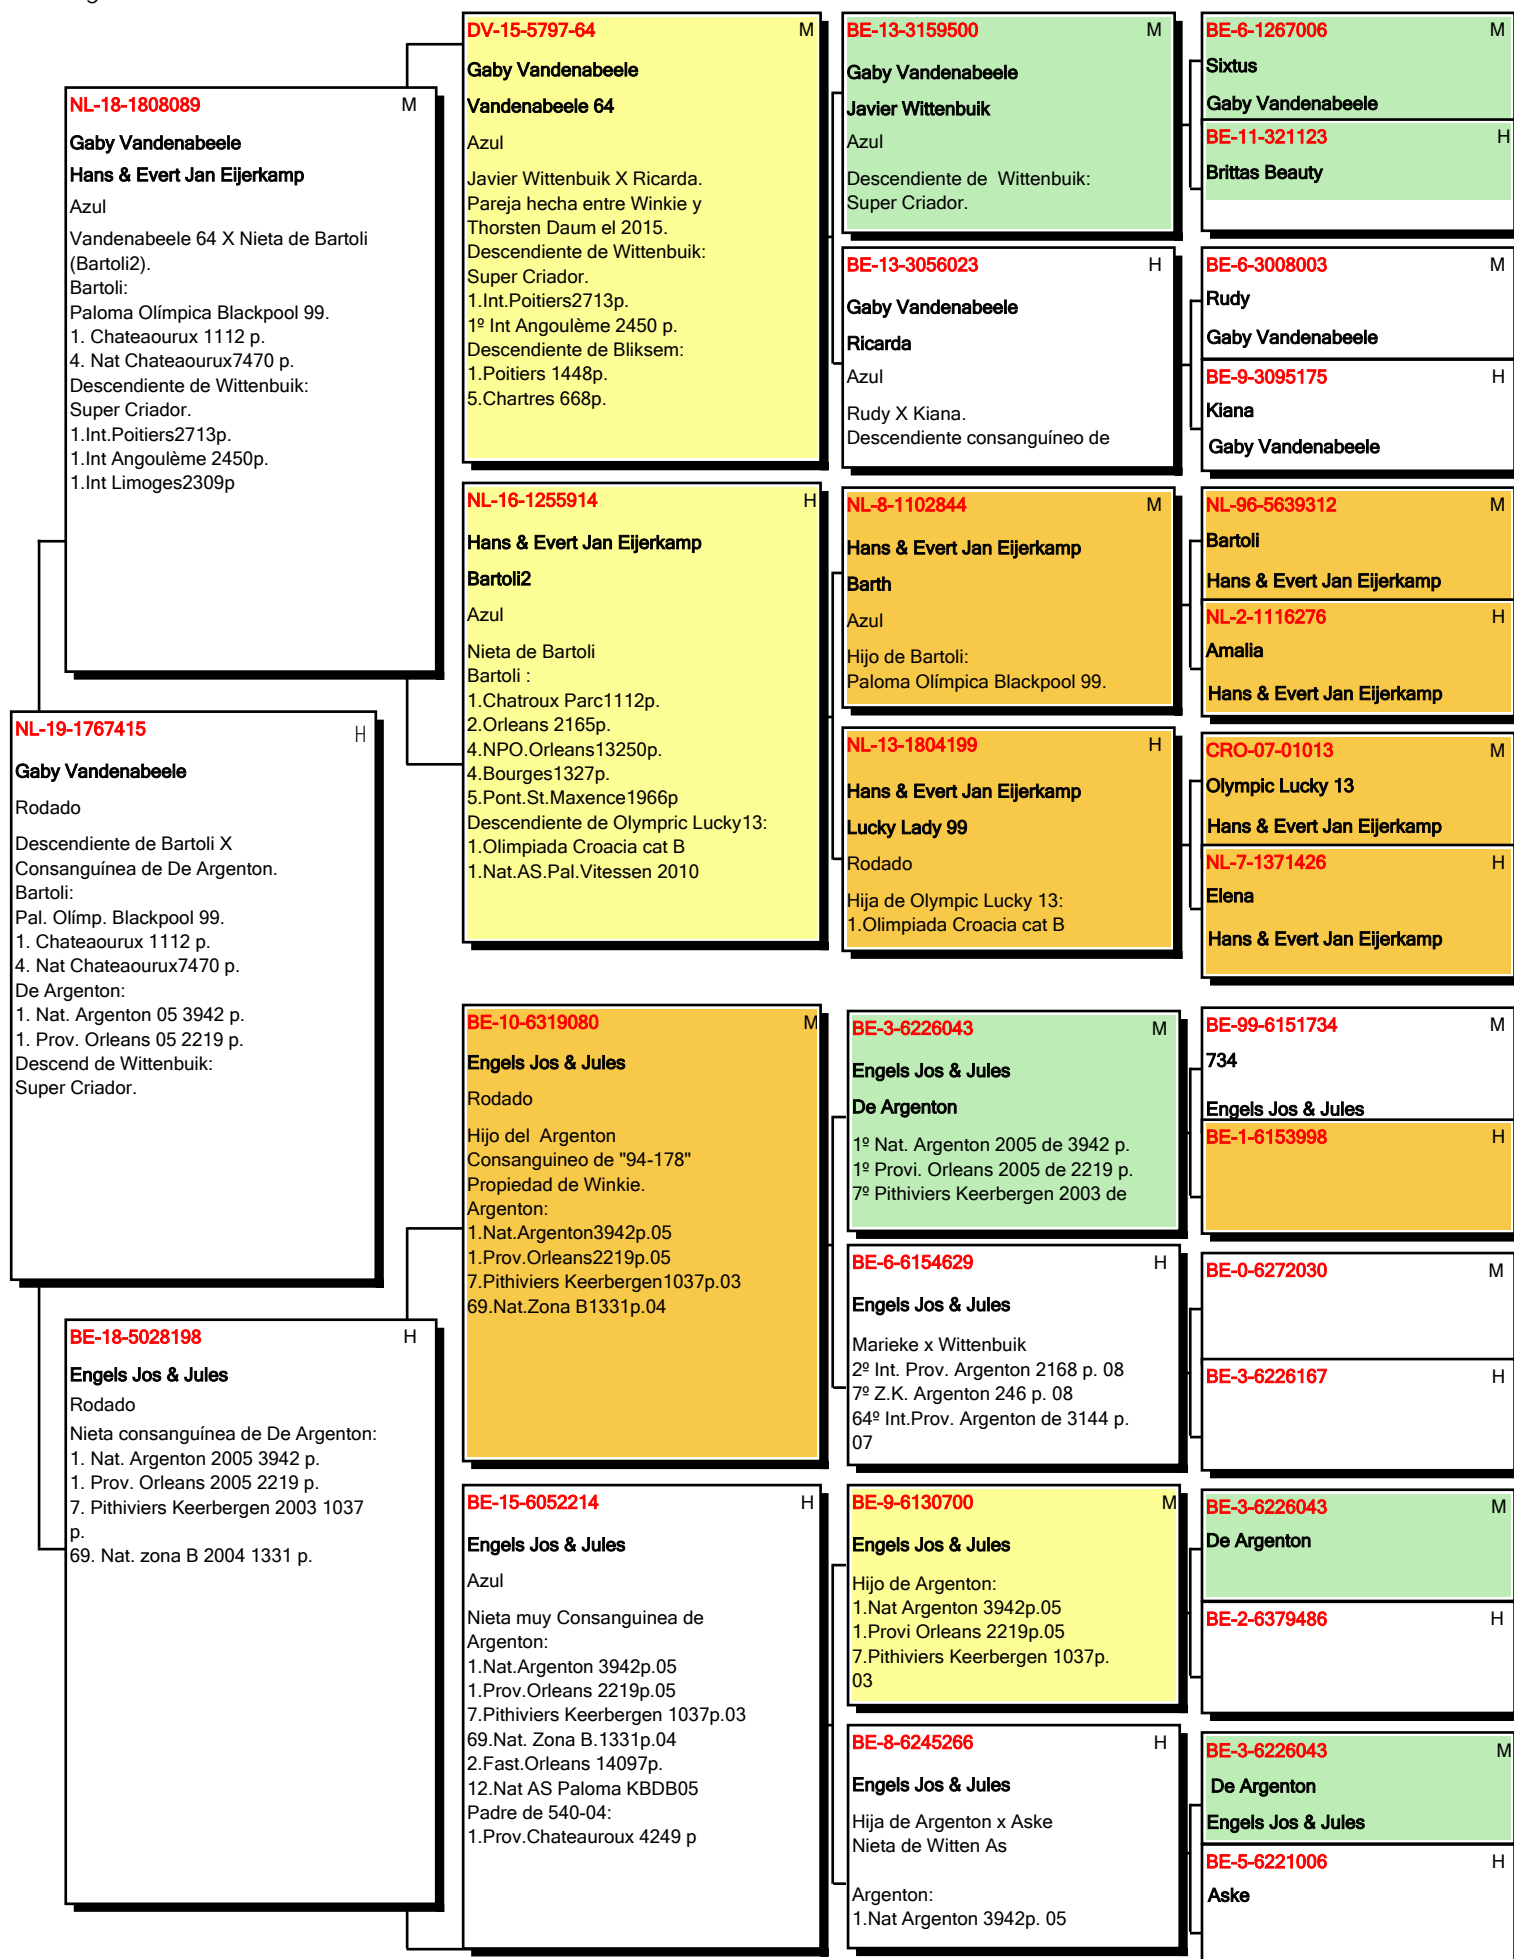 NL-19-1767415 H
Gaby Vandenabeele
Rodado
Descendiente de Bartoli X
Consanguínea de De Argenton.
Bartoli:
Pal. Olímp. Blackpool 99.
1. Chateaourux 1112 p.
4. Nat Chateaourux7470 p.
De Argenton:
1. Nat. Argenton 05 3942 p.
1. Prov. Orleans 05 2219 p.
Descend de Wittenbuik:
Super Criador.
NL-18-1808089 M
Gaby Vandenabeele
Hans & Evert Jan Eijerkamp
Azul
Vandenabeele 64 X Nieta de Bartoli
(Bartoli2).
Bartoli:
Paloma Olímpica Blackpool 99.
1. Chateaourux 1112 p.
4. Nat Chateaourux7470 p.
Descendiente de Wittenbuik:
Super Criador.
1.Int.Poitiers2713p.
1.Int Angoulème 2450p.
1.Int Limoges2309p
BE-18-5028198 H
Engels Jos & Jules
Rodado
Nieta consanguínea de De Argenton:
1. Nat. Argenton 2005 3942 p.
1. Prov. Orleans 2005 2219 p.
7. Pithiviers Keerbergen 2003 1037
p.
69. Nat. zona B 2004 1331 p.
DV-15-5797-64 M
Gaby Vandenabeele
Vandenabeele 64
Azul
Javier Wittenbuik X Ricarda.
Pareja hecha entre Winkie y
Thorsten Daum el 2015.
Descendiente de Wittenbuik:
Super Criador.
1.Int.Poitiers2713p.
1º Int Angoulème 2450 p.
Descendiente de Bliksem:
1.Poitiers 1448p.
5.Chartres 668p.
NL-16-1255914 H
Hans & Evert Jan Eijerkamp
Bartoli2
Azul
Nieta de Bartoli
Bartoli :
1.Chatroux Parc1112p.
2.Orleans 2165p.
4.NPO.Orleans13250p.
4.Bourges1327p.
5.Pont.St.Maxence1966p
Descendiente de Olympric Lucky13:
1.Olimpiada Croacia cat B
1.Nat.AS.Pal.Vitessen 2010
BE-10-6319080 M
Engels Jos & Jules
Rodado
Hijo del  Argenton
Consanguineo de "94-178"
Propiedad de Winkie.
Argenton:
1.Nat.Argenton3942p.05
1.Prov.Orleans2219p.05
7.Pithiviers Keerbergen1037p.03
69.Nat.Zona B1331p.04
BE-15-6052214 H
Engels Jos & Jules
Azul
Nieta muy Consanguinea de
Argenton:
1.Nat.Argenton 3942p.05
1.Prov.Orleans 2219p.05
7.Pithiviers Keerbergen 1037p.03
69.Nat. Zona B.1331p.04
2.Fast.Orleans 14097p.
12.Nat AS Paloma KBDB05
Padre de 540-04:
1.Prov.Chateauroux 4249 p
BE-13-3159500 M
Gaby Vandenabeele
Javier Wittenbuik
Azul
Descendiente de  Wittenbuik:
Super Criador.
BE-13-3056023 H
Gaby Vandenabeele
Ricarda
Azul
Rudy X Kiana.
Descendiente consanguíneo de
NL-8-1102844 M
Hans & Evert Jan Eijerkamp
Barth
Azul
Hijo de Bartoli:
Paloma Olímpica Blackpool 99.
NL-13-1804199 H
Hans & Evert Jan Eijerkamp
Lucky Lady 99
Rodado
Hija de Olympic Lucky 13:
1.Olimpiada Croacia cat B
BE-3-6226043 M
Engels Jos & Jules
De Argenton
1º Nat. Argenton 2005 de 3942 p.
1º Provi. Orleans 2005 de 2219 p.
7º Pithiviers Keerbergen 2003 de
BE-6-6154629 H
Engels Jos & Jules
Marieke x Wittenbuik
2º Int. Prov. Argenton 2168 p. 08
7º Z.K. Argenton 246 p. 08
64º Int.Prov. Argenton de 3144 p.
07
BE-9-6130700 M
Engels Jos & Jules
Hijo de Argenton:
1.Nat Argenton 3942p.05
1.Provi Orleans 2219p.05
7.Pithiviers Keerbergen 1037p.
03
BE-8-6245266 H
Engels Jos & Jules
Hija de Argenton x Aske
Nieta de Witten As
Argenton:
1.Nat Argenton 3942p. 05
BE-6-1267006 M
Sixtus
Gaby Vandenabeele
BE-11-321123 H
Brittas Beauty
BE-6-3008003 M
Rudy
Gaby Vandenabeele
BE-9-3095175 H
Kiana
Gaby Vandenabeele
NL-96-5639312 M
Bartoli
Hans & Evert Jan Eijerkamp
NL-2-1116276 H
Amalia
Hans & Evert Jan Eijerkamp
CRO-07-01013 M
Olympic Lucky 13
Hans & Evert Jan Eijerkamp
NL-7-1371426 H
Elena
Hans & Evert Jan Eijerkamp
BE-99-6151734 M
734
Engels Jos & Jules
BE-1-6153998 H
BE-0-6272030 M
BE-3-6226167 H
BE-3-6226043 M
De Argenton
BE-2-6379486 H
BE-3-6226043 M
De Argenton
Engels Jos & Jules
BE-5-6221006 H
Aske